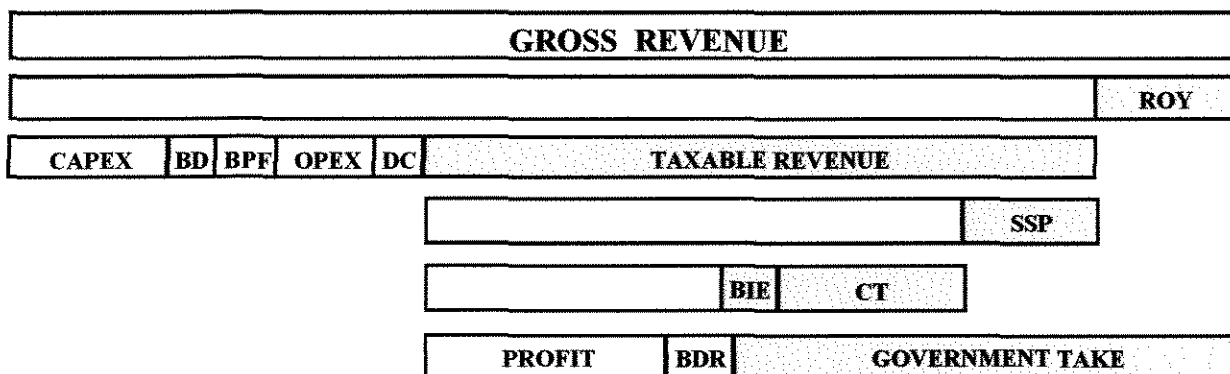 GROSS REVENUE
ROY
CAPEX BD BPF OPEX DC TAXABLE REVENUE
SSP
BIE CT
PROFIT BDR GOVERNMENT TAKE